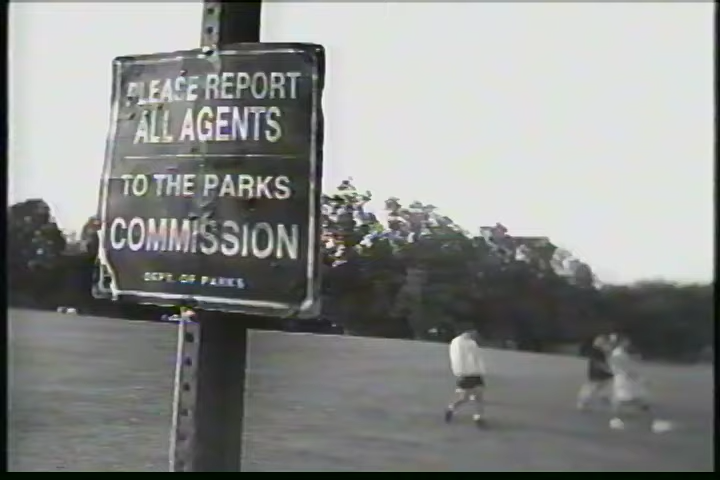 PLEASE REPORT
ALL AGENTS
TO THE PARKS
COMMISSION
DEPT. OF PARKS